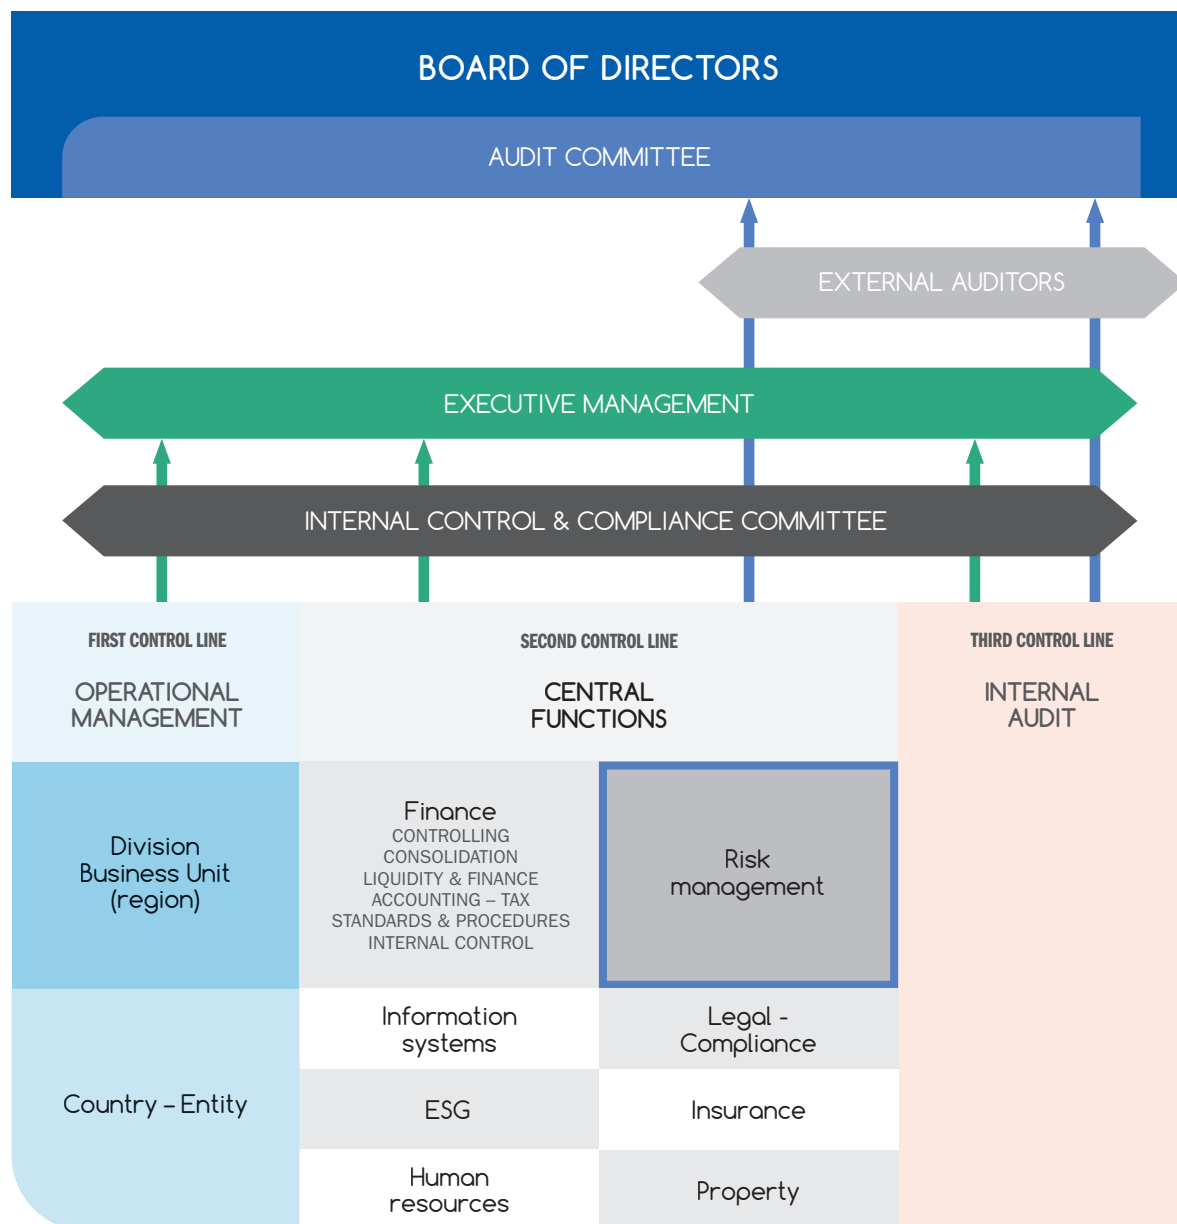 BOARD OF DIRECTORS
AUDIT COMMITTEE
EXTERNAL AUDITORS
EXECUTIVE MANAGEMENT
INTERNAL CONTROL & COMPLIANCE COMMITTEE
FIRST CONTROL LINE
OPERATIONAL
MANAGEMENT
SECOND CONTROL LINE
CENTRAL
FUNCTIONS
THIRD CONTROL LINE
INTERNAL
AUDIT
Division
Business Unit
(region)
Finance
CONTROLLING
CONSOLIDATION
LIQUIDITY & FINANCE
ACCOUNTING – TAX
STANDARDS & PROCEDURES
INTERNAL CONTROL
Risk
management
Country – Entity
Information
systems
Legal -
Compliance
ESG
Insurance
Human
resources
Property